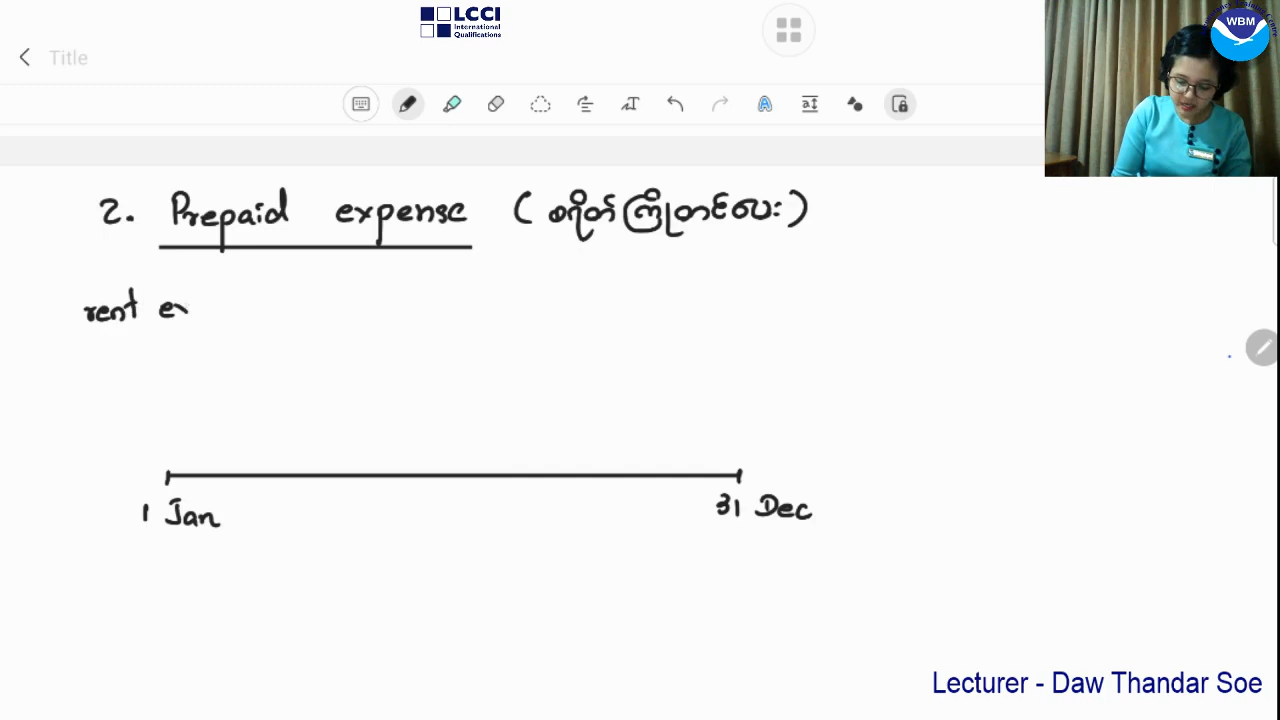 LCCI
International
Qualifications
WBM
Title
2. Prepaid expense (စရိတ်ကြိုတင်ပေး)
rent ex
1 Jan
31 Dec
Lecturer - Daw Thandar Soe